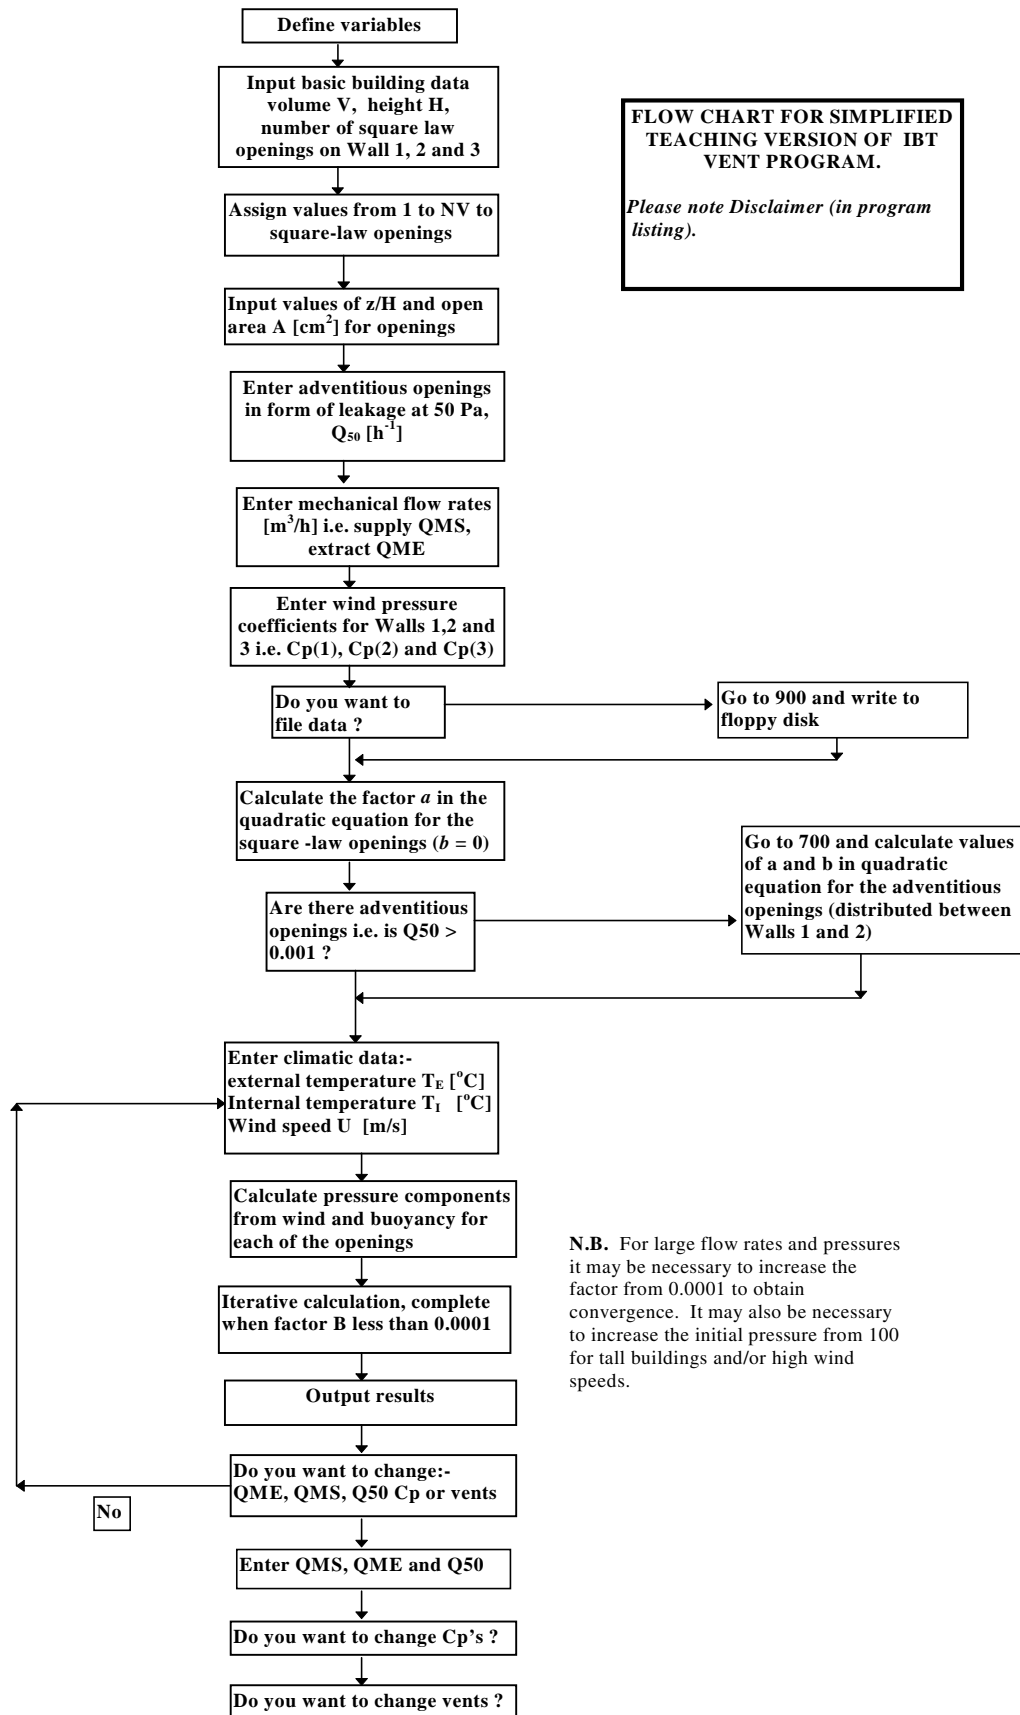 Define variables
Input basic building data
volume V, height H,
number of square law
openings on Wall 1, 2 and 3
FLOW CHART FOR SIMPLIFIED
TEACHING VERSION OF IBT
VENT PROGRAM.
Please note Disclaimer (in program
listing).
Assign values from 1 to NV to
square-law openings
Input values of z/H and open
area A [cm²] for openings
Enter adventitious openings
in form of leakage at 50 Pa,
Q₅₀ [h⁻¹]
Enter mechanical flow rates
[m³/h] i.e. supply QMS,
extract QME
Enter wind pressure
coefficients for Walls 1,2 and
3 i.e. Cp(1), Cp(2) and Cp(3)
Do you want to
file data ?
Go to 900 and write to
floppy disk
Calculate the factor a in the
quadratic equation for the
square -law openings (b = 0)
Go to 700 and calculate values
of a and b in quadratic
equation for the adventitious
openings (distributed between
Walls 1 and 2)
Are there adventitious
openings i.e. is Q50 >
0.001 ?
Enter climatic data:-
external temperature T_E [°C]
Internal temperature T_I [°C]
Wind speed U [m/s]
Calculate pressure components
from wind and buoyancy for
each of the openings
N.B. For large flow rates and pressures
it may be necessary to increase the
factor from 0.0001 to obtain
convergence. It may also be necessary
to increase the initial pressure from 100
for tall buildings and/or high wind
speeds.
Iterative calculation, complete
when factor B less than 0.0001
Output results
Do you want to change:-
QME, QMS, Q50 Cp or vents
No
Enter QMS, QME and Q50
Do you want to change Cp's ?
Do you want to change vents ?